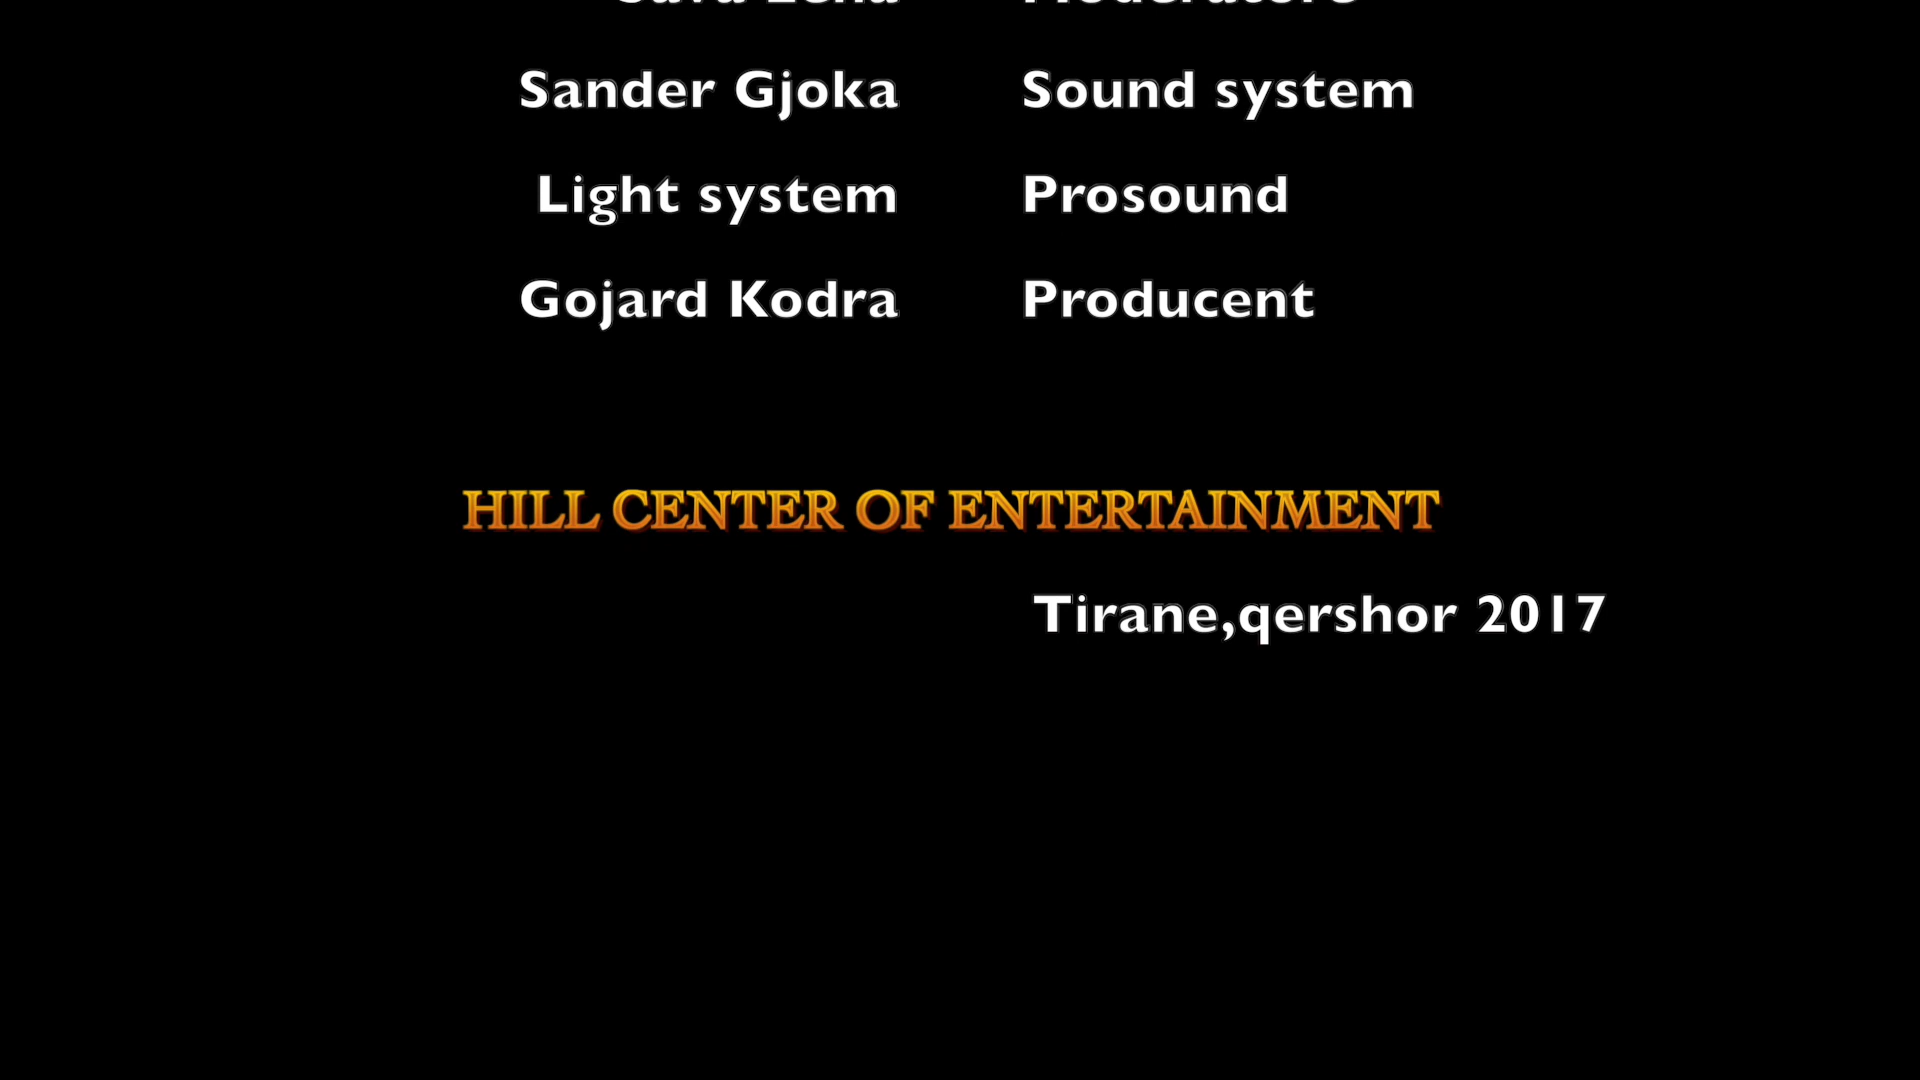 Sander Gjoka Sound system
Light system Prosound
Gojard Kodra Producent
HILL CENTER OF ENTERTAINMENT
Tirane,qershor 2017